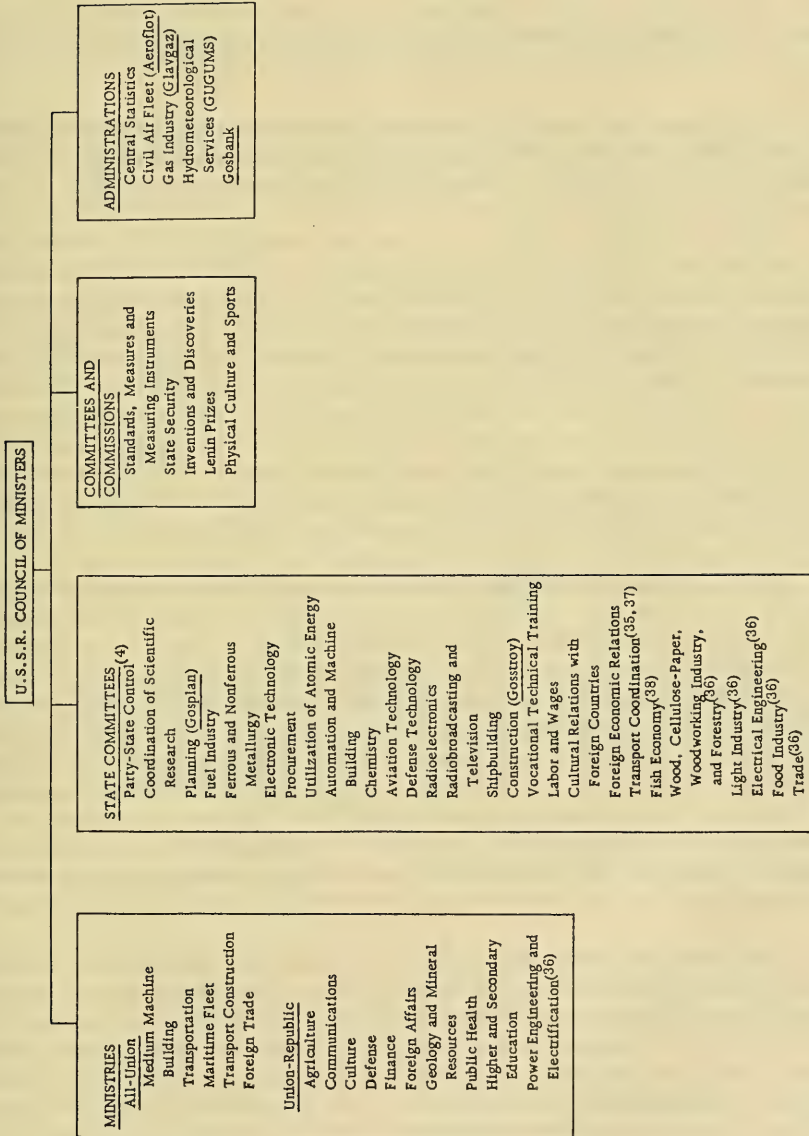 U.S.S.R. COUNCIL OF MINISTERS
MINISTRIES
All-Union
Medium Machine
Building
Transportation
Maritime Fleet
Transport Construction
Foreign Trade
Union-Republic
Agriculture
Communications
Culture
Defense
Finance
Foreign Affairs
Geology and Mineral
Resources
Public Health
Higher and Secondary
Education
Power Engineering and
Electrification(36)
STATE COMMITTEES
Party-State Control(4)
Coordination of Scientific
Research
Planning (Gosplan)
Fuel Industry
Ferrous and Nonferrous
Metallurgy
Electronic Technology
Procurement
Utilization of Atomic Energy
Automation and Machine
Building
Chemistry
Aviation Technology
Defense Technology
Radioelectronics
Radiobroadcasting and
Television
Shipbuilding
Construction (Gosstroy)
Vocational Technical Training
Labor and Wages
Cultural Relations with
Foreign Countries
Foreign Economic Relations
Transport Coordination(35, 37)
Fish Economy(38)
Wood, Cellulose-Paper,
Woodworking Industry,
and Forestry(36)
Light Industry(36)
Electrical Engineering(36)
Food Industry(36)
Trade(36)
COMMITTEES AND
COMMISSIONS
Standards, Measures and
Measuring Instruments
State Security
Inventions and Discoveries
Lenin Prizes
Physical Culture and Sports
ADMINISTRATIONS
Central Statistics
Civil Air Fleet (Aeroflot)
Gas Industry (Glavgaz)
Hydrometeorological
Services (GUGUMS)
Gosbank